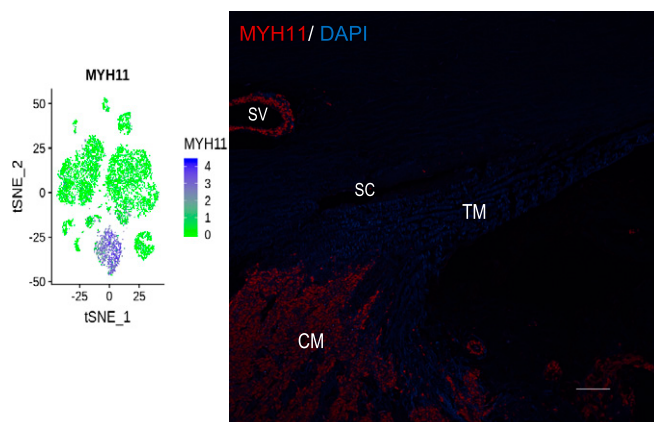 MYH11
50
25
0
-25
-50
tSNE_2
-25 0 25
tSNE_1
MYH11
4
3
2
1
0
MYH11/ DAPI
SV
SC
TM
CM